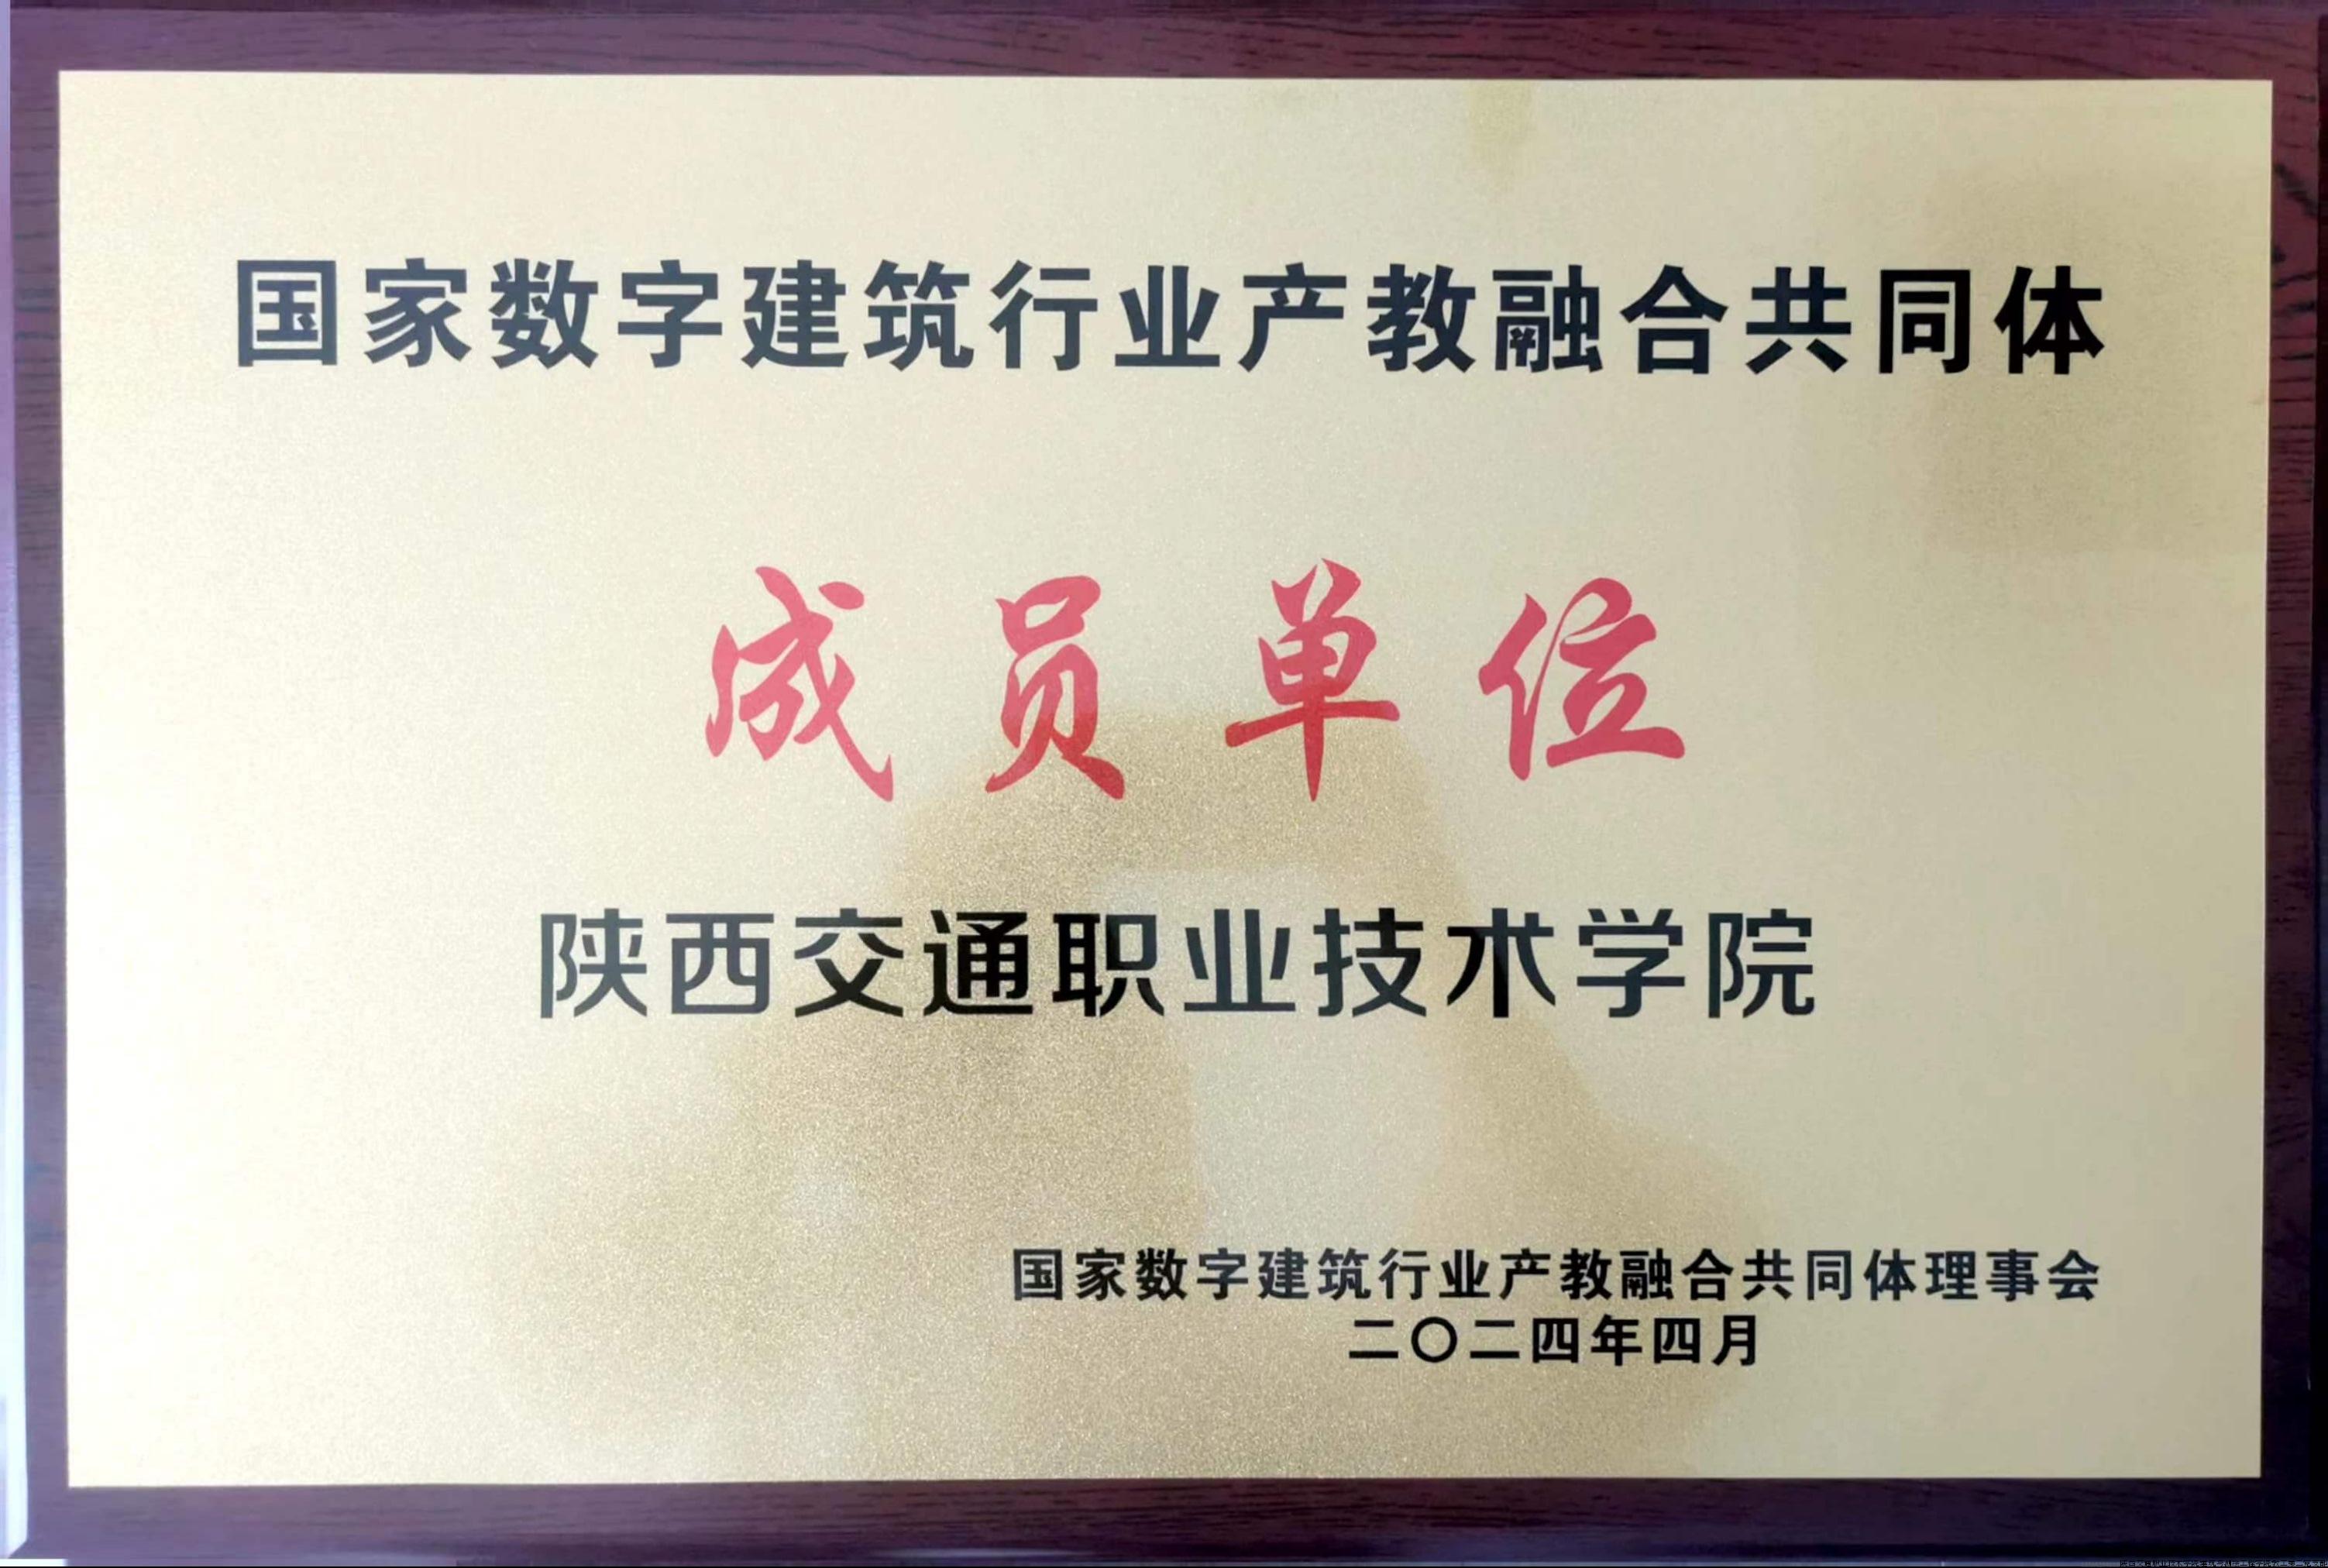 国家数字建筑行业产教融合共同体
成员单位
陕西交通职业技术学院
国家数字建筑行业产教融合共同体理事会
二〇二四年四月